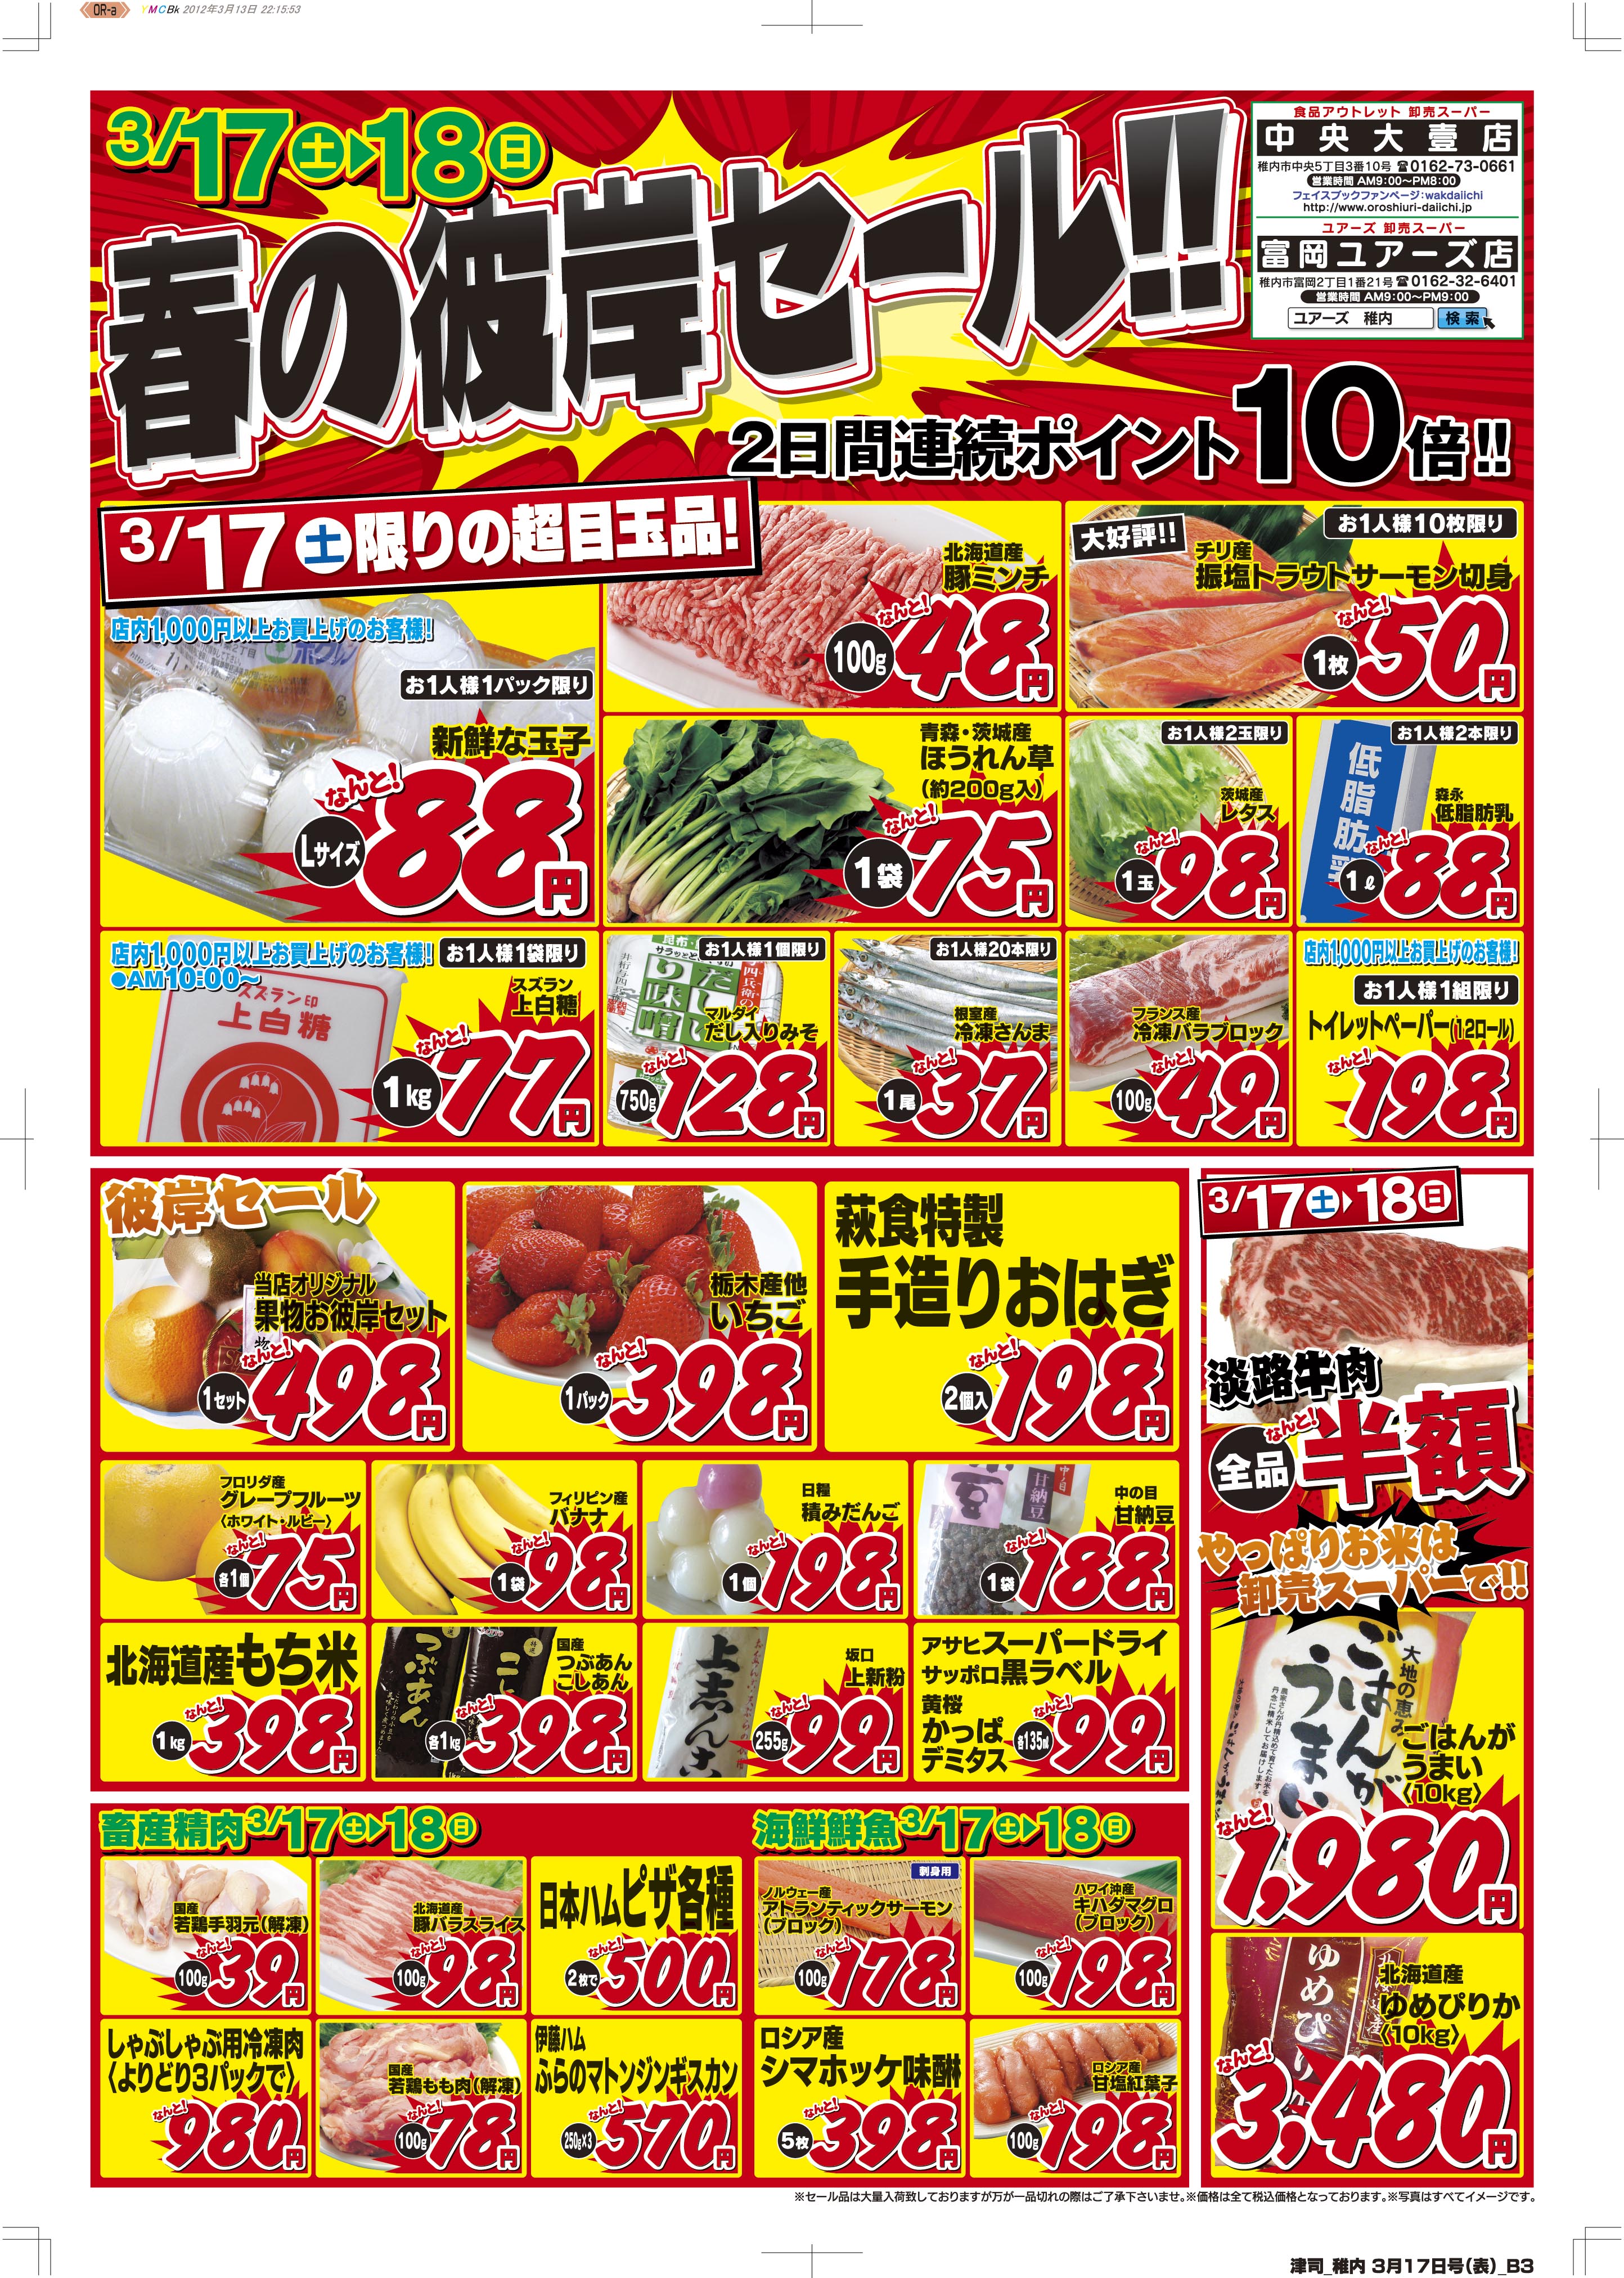 OR-a YMCBk 2012年3月13日 22:15:53
3/17土▶18日
春の彼岸セール!!
2日間連続ポイント10倍!!
食品アウトレット 卸売スーパー
中央大壹店
稚内市中央5丁目3番10号 ☎0162-73-0661
営業時間 AM9:00〜PM8:00
フェイスブックファンページ:wakdaiichi
http://www.oroshiuri-daiichi.jp
ユアーズ 卸売スーパー
富岡ユアーズ店
稚内市富岡2丁目1番21号 ☎0162-32-6401
営業時間 AM9:00〜PM9:00
ユアーズ 稚内 検索
3/17土限りの超目玉品!
店内1,000円以上お買上げのお客様!
お1人様1パック限り
新鮮な玉子
なんと!
Lサイズ 88円
北海道産
豚ミンチ
なんと!
100g 48円
大好評!!
お1人様10枚限り
チリ産
振塩トラウトサーモン切身
なんと!
1枚 50円
青森・茨城産
ほうれん草
(約200g入)
なんと!
1袋 75円
お1人様2玉限り
茨城産
レタス
なんと!
1玉 98円
お1人様2本限り
低脂肪乳
森永
低脂肪乳
なんと!
1ℓ 88円
店内1,000円以上お買上げのお客様!
●AM10:00〜
お1人様1袋限り
スズラン印
上白糖
スズラン
上白糖
なんと!
1kg 77円
お1人様1個限り
マルダイ
だし入りみそ
なんと!
750g 128円
お1人様20本限り
根室産
冷凍さんま
なんと!
1尾 37円
フランス産
冷凍バラブロック
なんと!
100g 49円
店内1,000円以上お買上げのお客様!
お1人様1組限り
トイレットペーパー(12ロール)
なんと!
198円
彼岸セール
当店オリジナル
果物お彼岸セット
なんと!
1セット 498円
栃木産他
いちご
なんと!
1パック 398円
萩食特製
手造りおはぎ
なんと!
2個入 198円
フロリダ産
グレープフルーツ
〈ホワイト・ルビー〉
なんと!
各1個 75円
フィリピン産
バナナ
なんと!
1袋 98円
日糧
積みだんご
なんと!
1個 198円
甘納豆
中の目
甘納豆
なんと!
1袋 188円
北海道産もち米
なんと!
1kg 398円
つぶあん
国産
つぶあん
こしあん
なんと!
各1kg 398円
坂口
上新粉
なんと!
255g 99円
アサヒスーパードライ
サッポロ黒ラベル
黄桜
かっぱ
デミタス
なんと!
各135ml 99円
3/17土▶18日
淡路牛肉
なんと!
全品 半額
やっぱりお米は
卸売スーパーで!!
大地の恵み
ごはんがうまい
ごはんが
うまい
〈10kg〉
なんと!
1,980円
ゆめぴりか
北海道産
ゆめぴりか
〈10kg〉
なんと!
3,480円
畜産精肉3/17土▶18日
国産
若鶏手羽元(解凍)
なんと!
100g 39円
北海道産
豚バラスライス
なんと!
100g 98円
日本ハムピザ各種
なんと!
2枚で 500円
しゃぶしゃぶ用冷凍肉
〈よりどり3パックで〉
なんと!
980円
国産
若鶏もも肉(解凍)
なんと!
100g 78円
伊藤ハム
ふらのマトンジンギスカン
なんと!
250g×3 570円
海鮮鮮魚3/17土▶18日
刺身用
ノルウェー産
アトランティックサーモン
(ブロック)
なんと!
100g 178円
ハワイ沖産
キハダマグロ
(ブロック)
なんと!
100g 198円
ロシア産
シマホッケ味醂
なんと!
5枚 398円
ロシア産
甘塩紅葉子
なんと!
100g 198円
※セール品は大量入荷致しておりますが万が一品切れの際はご了承下さいませ。※価格は全て税込価格となっております。※写真はすべてイメージです。
津司_稚内 3月17日号(表)_B3